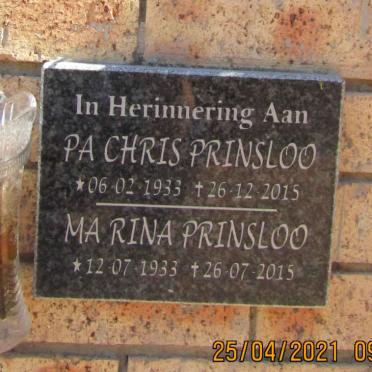 In Herinnering Aan
PA CHRIS PRINSLOO
★06·02·1933 ✝26·12·2015
MA RINA PRINSLOO
★12·07·1933 ✝26·07·2015
25/04/2021 09